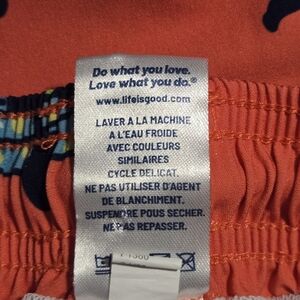 Do what you love.
Love what you do.®
www.lifeisgood.com
LAVER A LA MACHINE
A L'EAU FROIDE
AVEC COULEURS
SIMILAIRES
CYCLE DELICAT.
NE PAS UTILISER D'AGENT
DE BLANCHIMENT.
SUSPENDRE POUR SECHER.
NE PAS REPASSER.